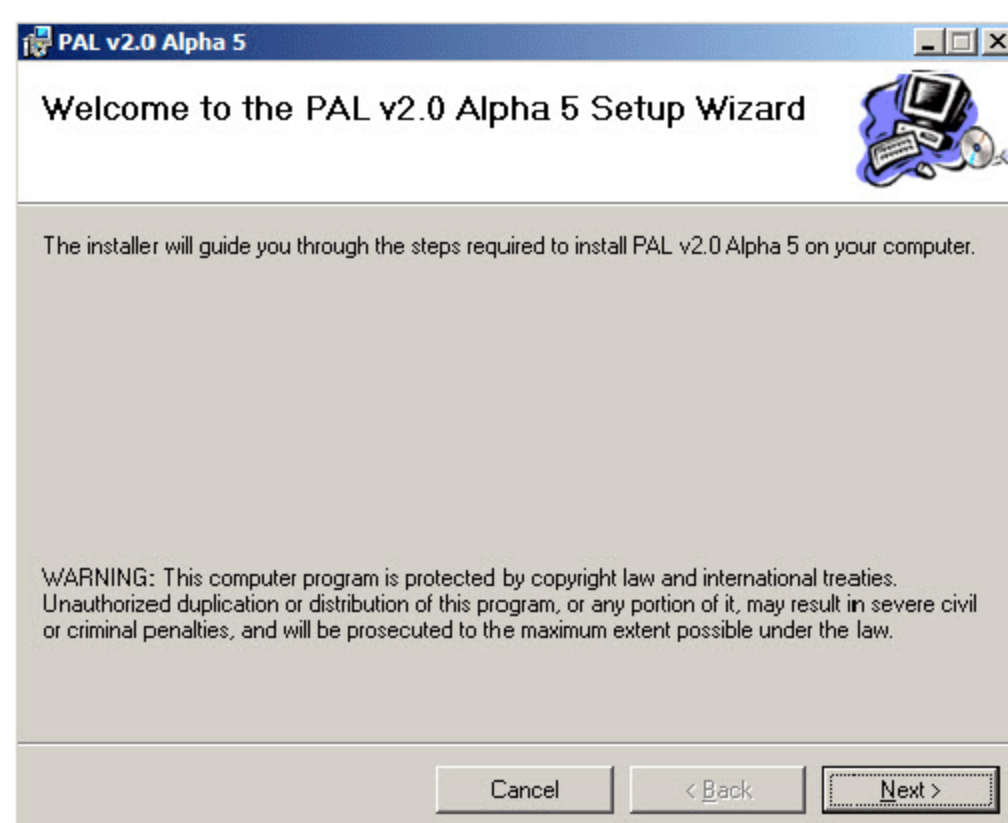 PAL v2.0 Alpha 5
Welcome to the PAL v2.0 Alpha 5 Setup Wizard
The installer will guide you through the steps required to install PAL v2.0 Alpha 5 on your computer.
WARNING: This computer program is protected by copyright law and international treaties.
Unauthorized duplication or distribution of this program, or any portion of it, may result in severe civil
or criminal penalties, and will be prosecuted to the maximum extent possible under the law.
Cancel < Back Next >